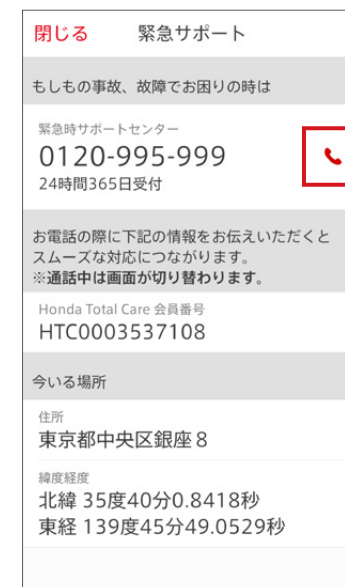 閉じる 緊急サポート
もしもの事故、故障でお困りの時は
緊急時サポートセンター
0120-995-999
24時間365日受付
お電話の際に下記の情報をお伝えいただくと
スムーズな対応につながります。
※通話中は画面が切り替わります。
Honda Total Care 会員番号
HTC0003537108
今いる場所
住所
東京都中央区銀座８
緯度経度
北緯 35度40分0.8418秒
東経 139度45分49.0529秒